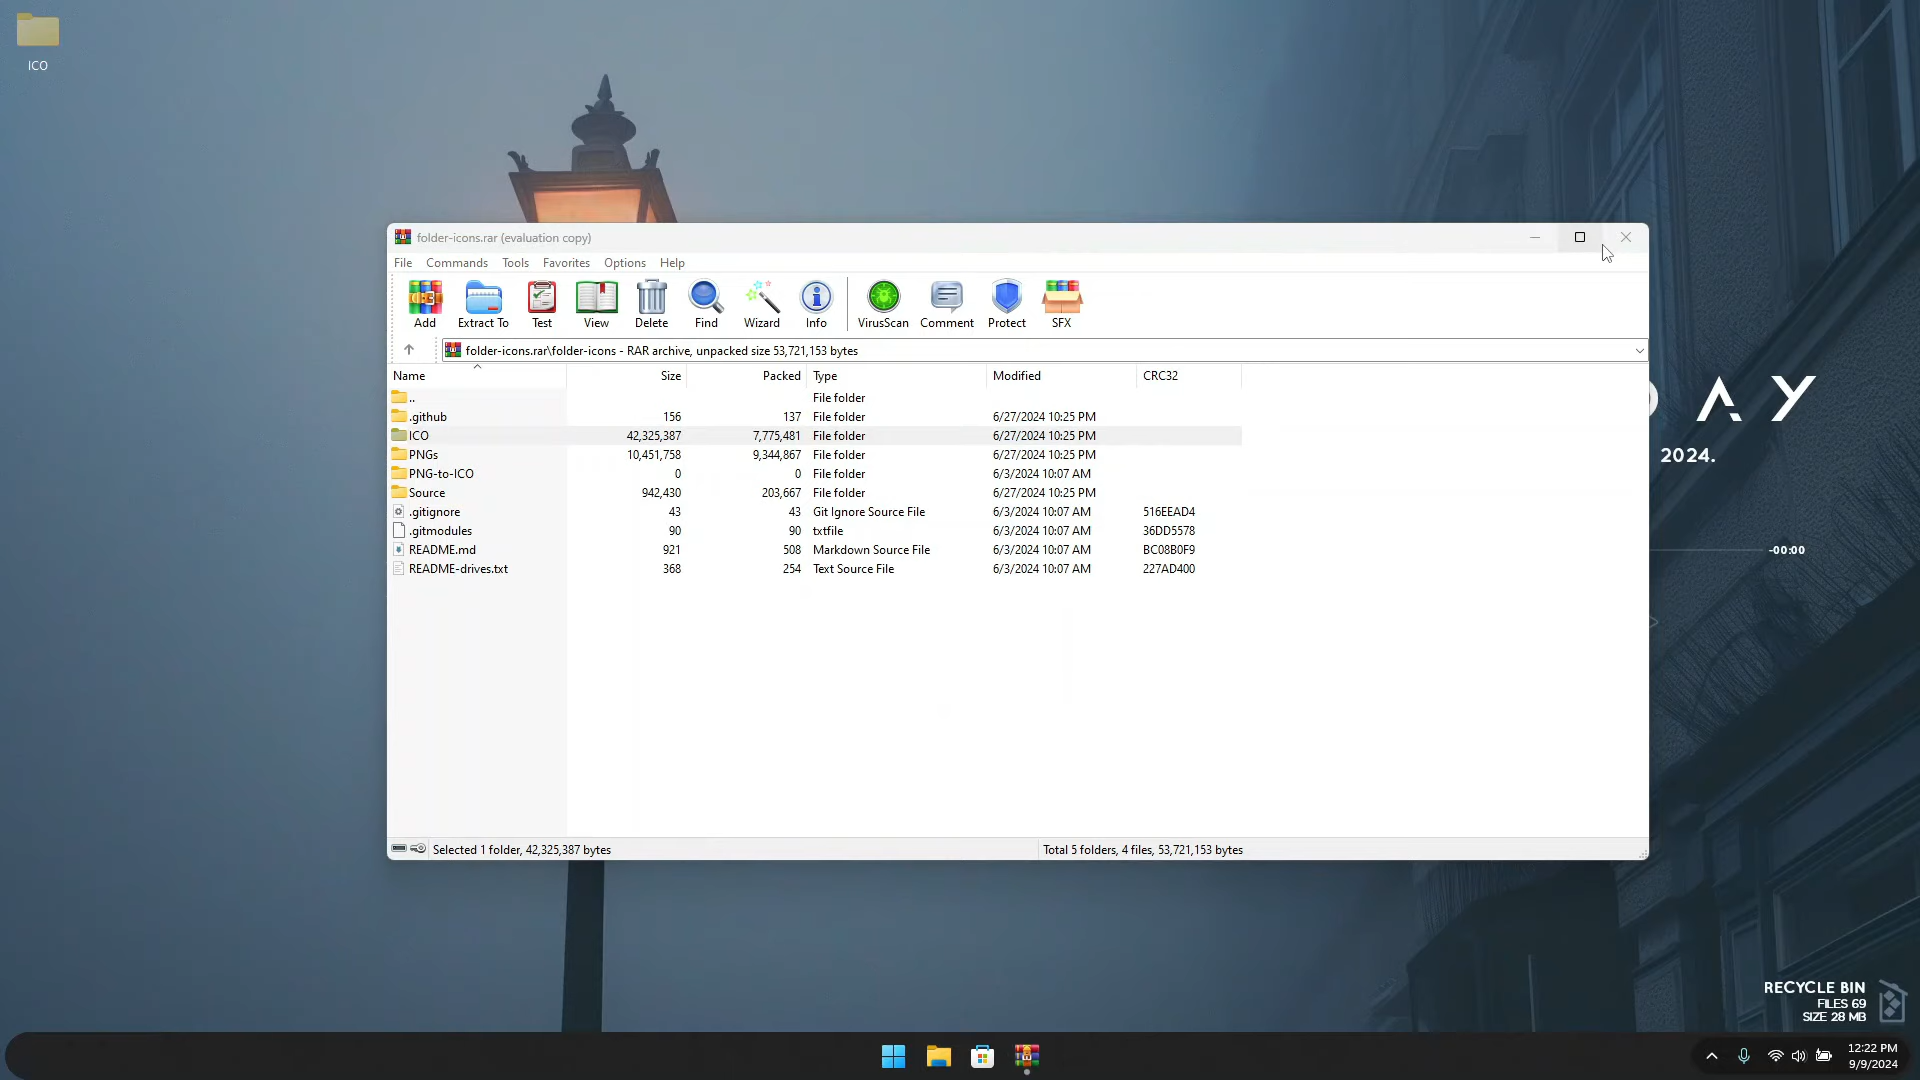 ICO
folder-icons.rar (evaluation copy)
File Commands Tools Favorites Options Help
Add Extract To Test View Delete Find Wizard Info VirusScan Comment Protect SFX
folder-icons.rar\folder-icons - RAR archive, unpacked size 53,721,153 bytes
Name Size Packed Type Modified CRC32
.. File folder
.github 156 137 File folder 6/27/2024 10:25 PM
ICO 42,325,387 7,775,481 File folder 6/27/2024 10:25 PM
PNGs 10,451,758 9,344,867 File folder 6/27/2024 10:25 PM
PNG-to-ICO 0 0 File folder 6/3/2024 10:07 AM
Source 942,430 203,667 File folder 6/27/2024 10:25 PM
.gitignore 43 43 Git Ignore Source File 6/3/2024 10:07 AM 516EEAD4
.gitmodules 90 90 txtfile 6/3/2024 10:07 AM 36DD5578
README.md 921 508 Markdown Source File 6/3/2024 10:07 AM BC08B0F9
README-drives.txt 368 254 Text Source File 6/3/2024 10:07 AM 227AD400
Selected 1 folder, 42,325,387 bytes
Total 5 folders, 4 files, 53,721,153 bytes
A Y
2024.
-00:00
RECYCLE BIN
FILES 69
SIZE 28 MB
12:22 PM
9/9/2024